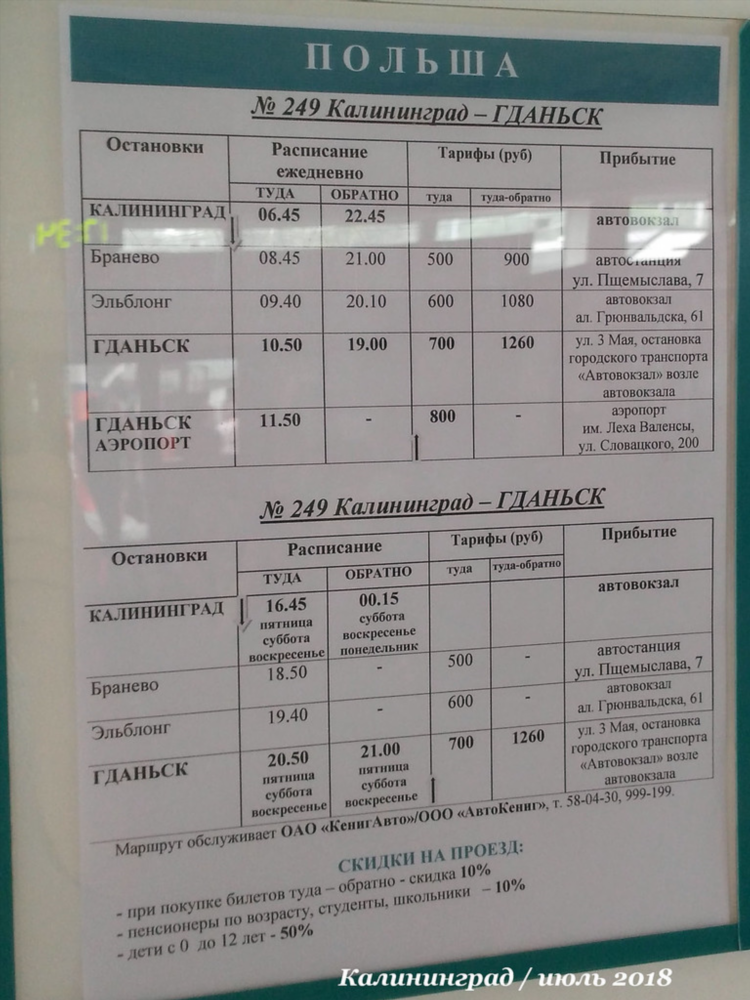 ПОЛЬША
№ 249 Калининград – ГДАНЬСК
Остановки Расписание ежедневно Тарифы (руб) Прибытие
ТУДА ОБРАТНО туда туда-обратно
КАЛИНИНГРАД 06.45 22.45 автовокзал
Бранево 08.45 21.00 500 900 автостанция
ул. Пщемыслава, 7
Эльблонг 09.40 20.10 600 1080 автовокзал
ал. Грюнвальдска, 61
ГДАНЬСК 10.50 19.00 700 1260 ул. 3 Мая, остановка
городского транспорта
«Автовокзал» возле
автовокзала
ГДАНЬСК
АЭРОПОРТ 11.50 - 800 - аэропорт
им. Леха Валенсы,
ул. Словацкого, 200
№ 249 Калининград – ГДАНЬСК
Остановки Расписание Тарифы (руб) Прибытие
ТУДА ОБРАТНО туда туда-обратно
КАЛИНИНГРАД 16.45 00.15 автовокзал
пятница суббота
суббота воскресенье
воскресенье понедельник
Бранево 18.50 - 500 - автостанция
ул. Пщемыслава, 7
Эльблонг 19.40 - 600 - автовокзал
ал. Грюнвальдска, 61
ГДАНЬСК 20.50 21.00 700 1260 ул. 3 Мая, остановка
пятница пятница городского транспорта
суббота суббота «Автовокзал» возле
воскресенье воскресенье автовокзала
Маршрут обслуживает ОАО «КенигАвто»/ООО «АвтоКениг», т. 58-04-30, 999-199.
СКИДКИ НА ПРОЕЗД:
- при покупке билетов туда – обратно - скидка 10%
- пенсионеры по возрасту, студенты, школьники – 10%
- дети с 0 до 12 лет - 50%
Калининград / июль 2018